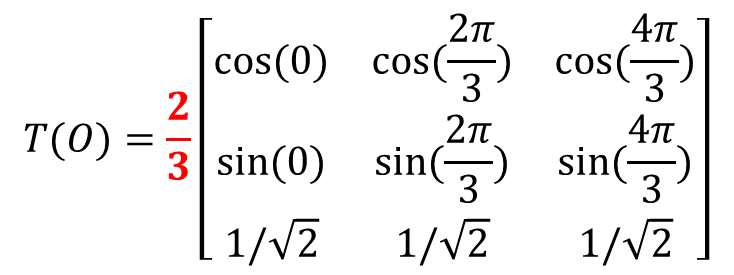 T(O) = 2/3 [ cos(0) cos(2π/3) cos(4π/3)
sin(0) sin(2π/3) sin(4π/3)
1/√2 1/√2 1/√2 ]